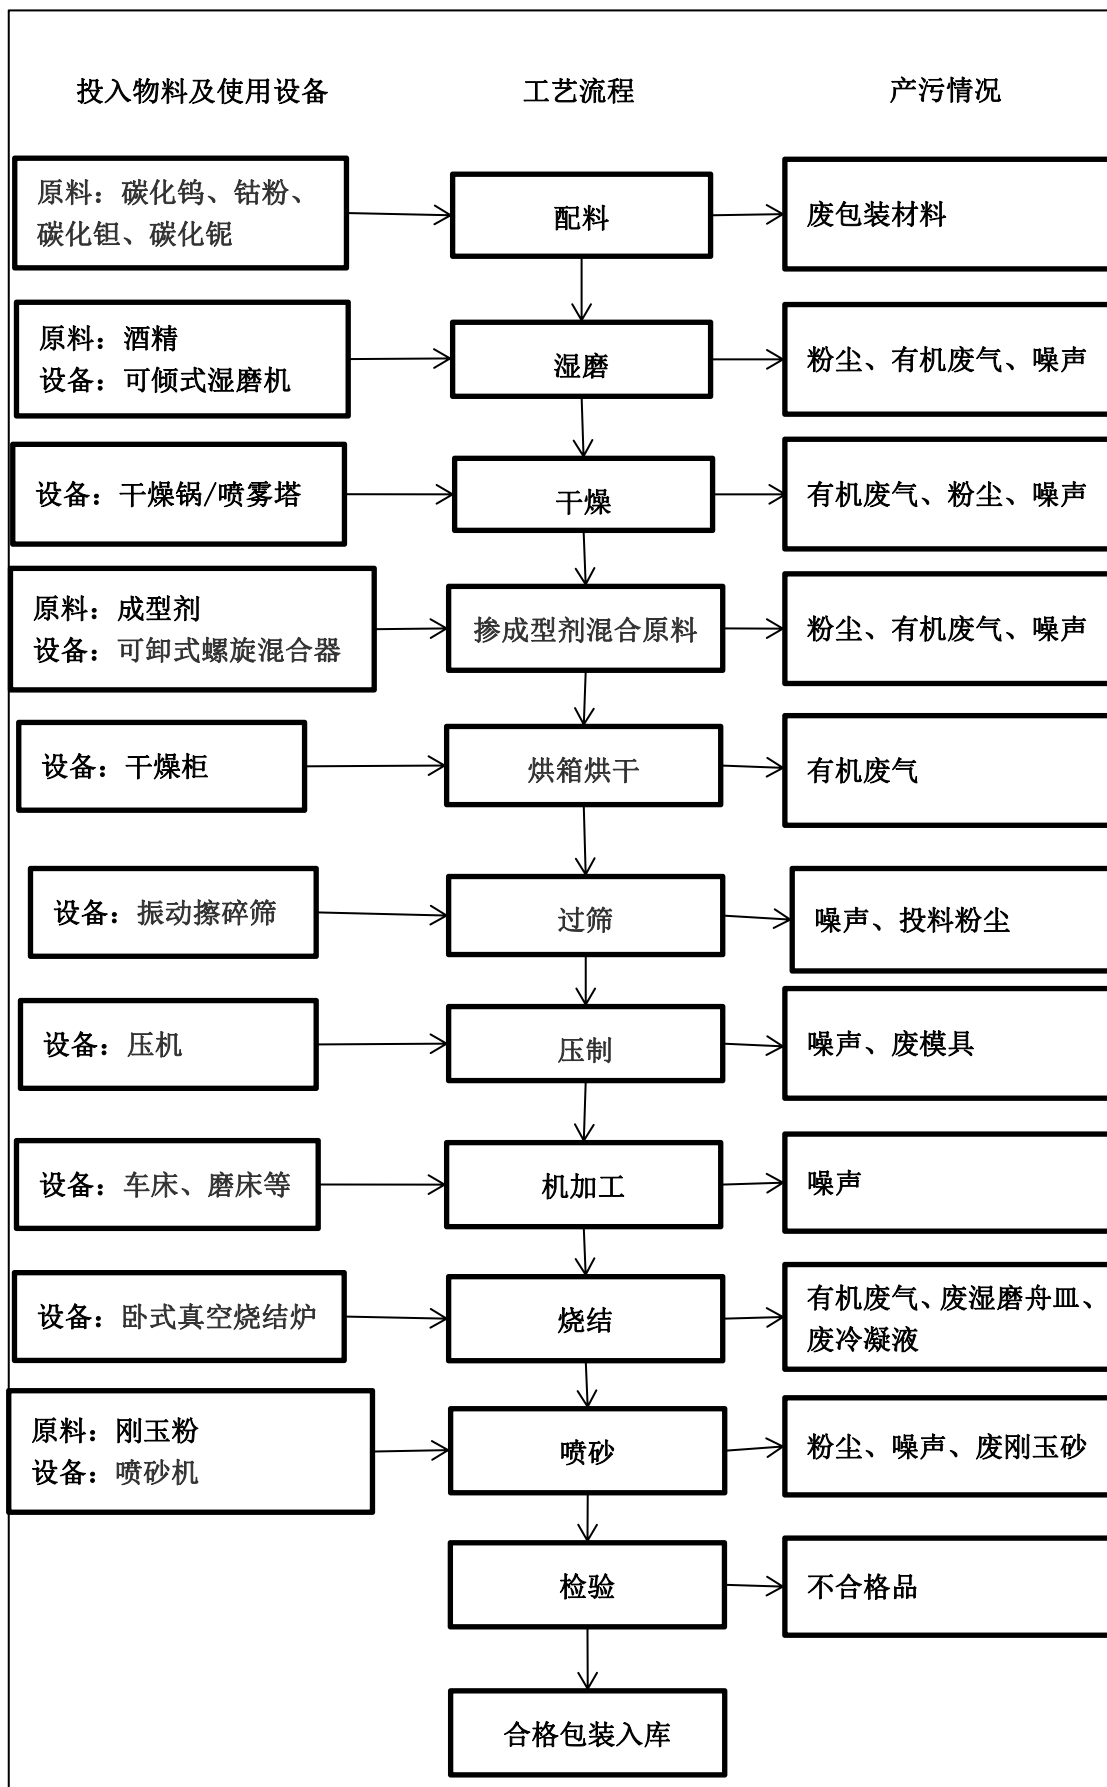 投入物料及使用设备
工艺流程
产污情况
原料：碳化钨、钴粉、
碳化钽、碳化铌
配料
废包装材料
原料：酒精
设备：可倾式湿磨机
湿磨
粉尘、有机废气、噪声
设备：干燥锅/喷雾塔
干燥
有机废气、粉尘、噪声
原料：成型剂
设备：可卸式螺旋混合器
掺成型剂混合原料
粉尘、有机废气、噪声
设备：干燥柜
烘箱烘干
有机废气
设备：振动擦碎筛
过筛
噪声、投料粉尘
设备：压机
压制
噪声、废模具
设备：车床、磨床等
机加工
噪声
设备：卧式真空烧结炉
烧结
有机废气、废湿磨舟皿、
废冷凝液
原料：刚玉粉
设备：喷砂机
喷砂
粉尘、噪声、废刚玉砂
检验
不合格品
合格包装入库